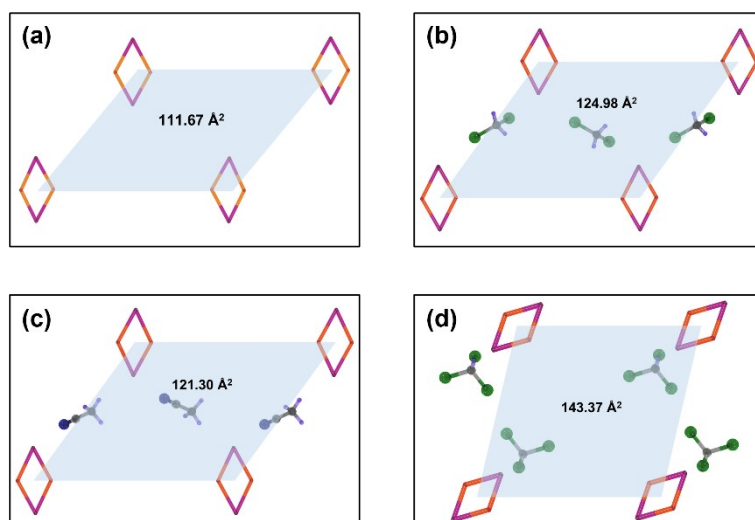 (a)
111.67 Å²
(b)
124.98 Å²
(c)
121.30 Å²
(d)
143.37 Å²